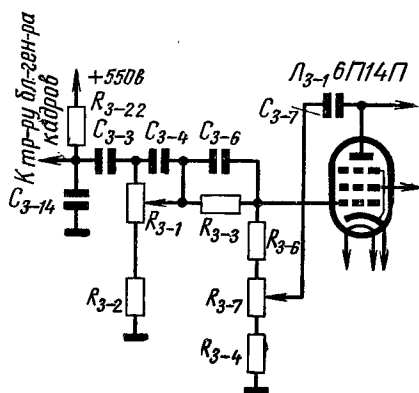 К тр-ру бл.-ген-ра
кадров
+550в
R3-22
C3-3
C3-4
C3-6
C3-7
Л3-1 6П14П
C3-14
R3-1
R3-3
R3-6
R3-2
R3-7
R3-4